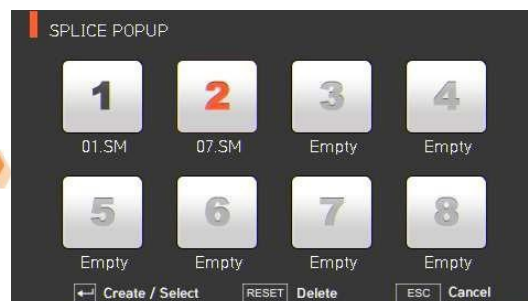 SPLICE POPUP
1 2 3 4
01.SM 07.SM Empty Empty
5 6 7 8
Empty Empty Empty Empty
Create / Select RESET Delete ESC Cancel